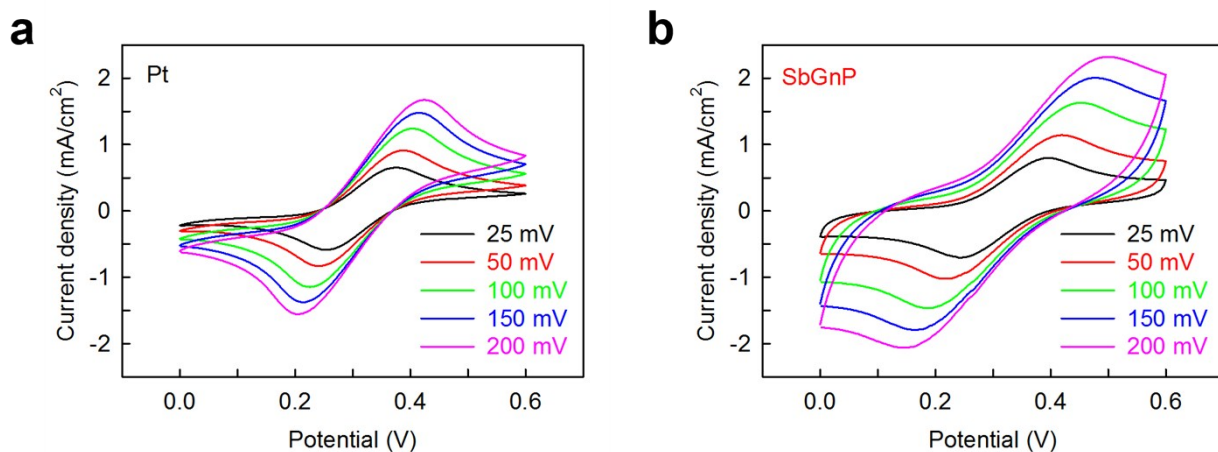 a
Pt
Current density (mA/cm²)
2
1
0
-1
-2
25 mV
50 mV
100 mV
150 mV
200 mV
0.0
0.2
0.4
0.6
Potential (V)
b
SbGnP
Current density (mA/cm²)
2
1
0
-1
-2
25 mV
50 mV
100 mV
150 mV
200 mV
0.0
0.2
0.4
0.6
Potential (V)